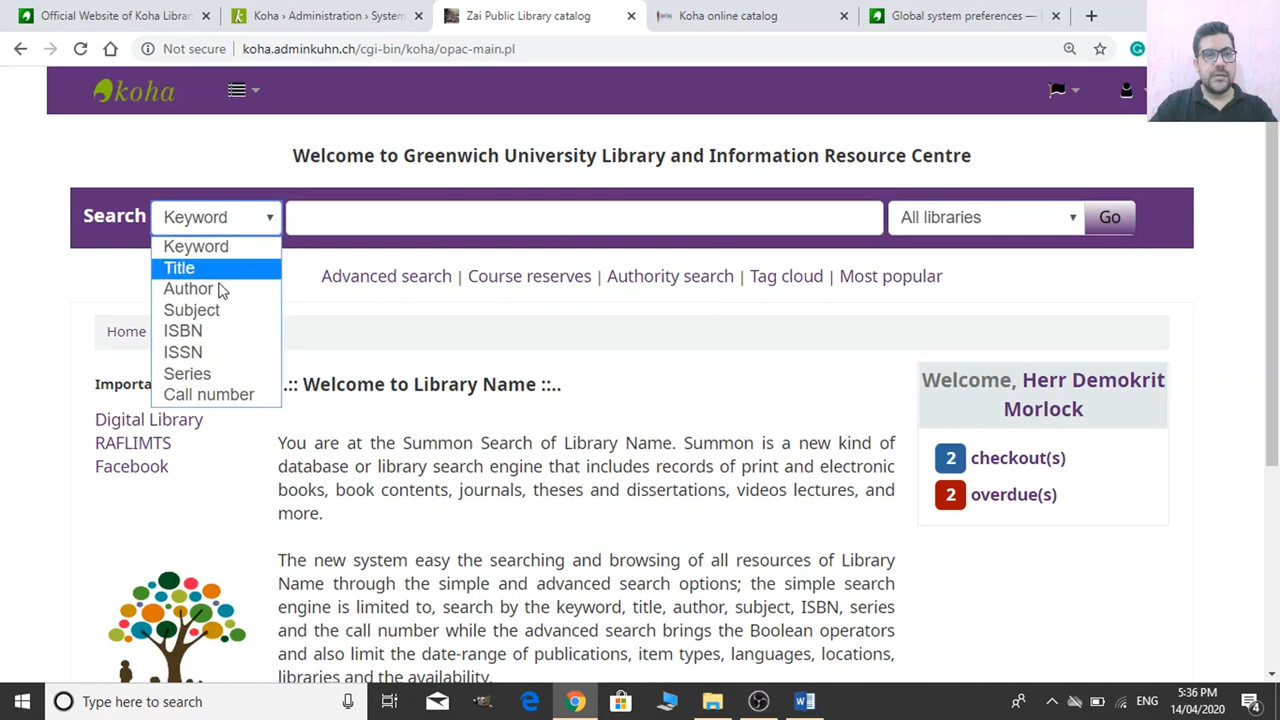 Official Website of Koha Librar
Koha › Administration › System
Zai Public Library catalog
Koha online catalog
Global system preferences —
Not secure
koha.adminkuhn.ch/cgi-bin/koha/opac-main.pl
koha
Welcome to Greenwich University Library and Information Resource Centre
Search
Keyword
All libraries
Go
Keyword
Title
Author
Subject
ISBN
ISSN
Series
Call number
Advanced search | Course reserves | Authority search | Tag cloud | Most popular
Home
Importa
Digital Library
RAFLIMTS
Facebook
.:: Welcome to Library Name ::..
You are at the Summon Search of Library Name. Summon is a new kind of
database or library search engine that includes records of print and electronic
books, book contents, journals, theses and dissertations, videos lectures, and
more.
The new system easy the searching and browsing of all resources of Library
Name through the simple and advanced search options; the simple search
engine is limited to, search by the keyword, title, author, subject, ISBN, series
and the call number while the advanced search brings the Boolean operators
and also limit the date-range of publications, item types, languages, locations,
libraries and the availability.
Welcome, Herr Demokrit
Morlock
2 checkout(s)
2 overdue(s)
Type here to search
ENG
5:36 PM
14/04/2020
4